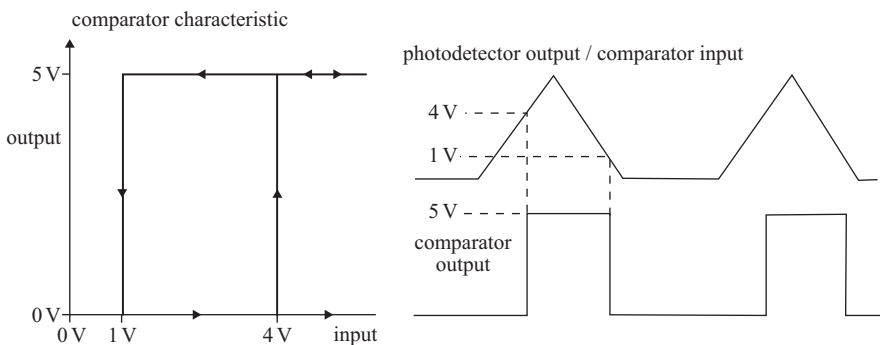 comparator characteristic
5 V
output
0 V
0 V 1 V 4 V input
photodetector output / comparator input
4 V
1 V
5 V
comparator
output